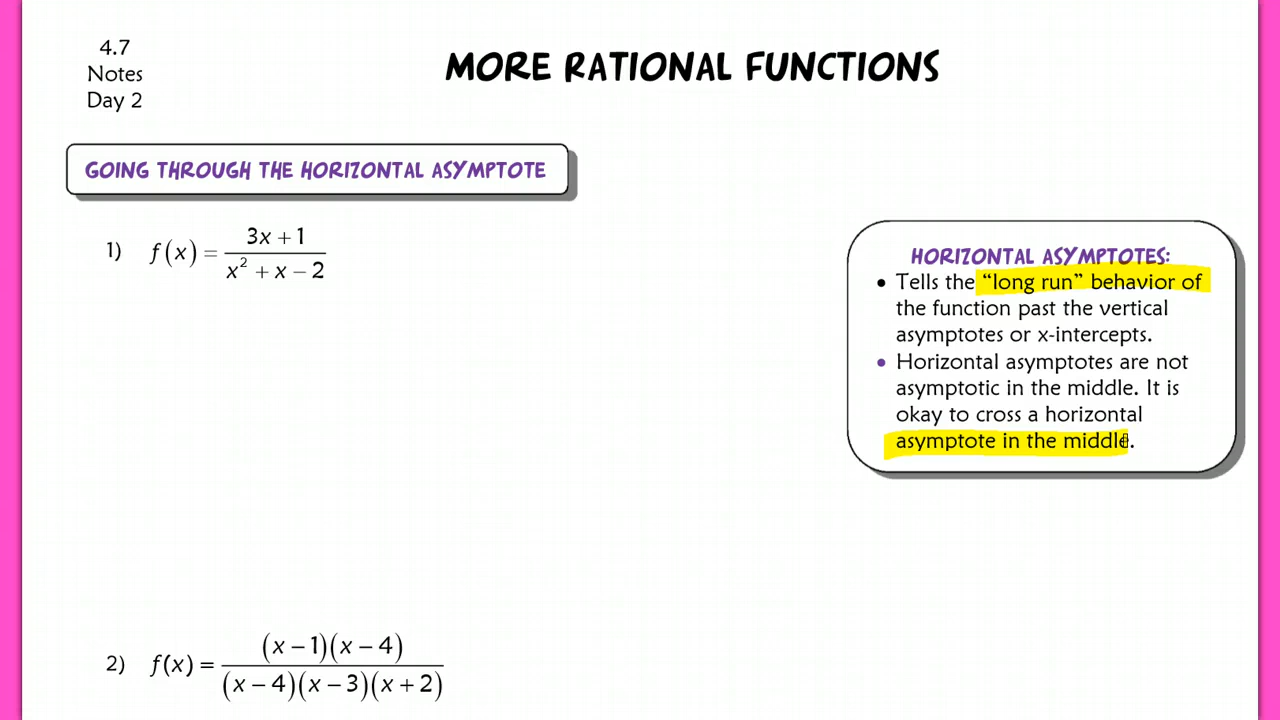 4.7
Notes
Day 2
MORE RATIONAL FUNCTIONS
GOING THROUGH THE HORIZONTAL ASYMPTOTE
1) f(x) = (3x + 1)/(x² + x − 2)
HORIZONTAL ASYMPTOTES:
• Tells the “long run” behavior of
the function past the vertical
asymptotes or x-intercepts.
• Horizontal asymptotes are not
asymptotic in the middle. It is
okay to cross a horizontal
asymptote in the middle.
2) f(x) = (x − 1)(x − 4)/(x − 4)(x − 3)(x + 2)